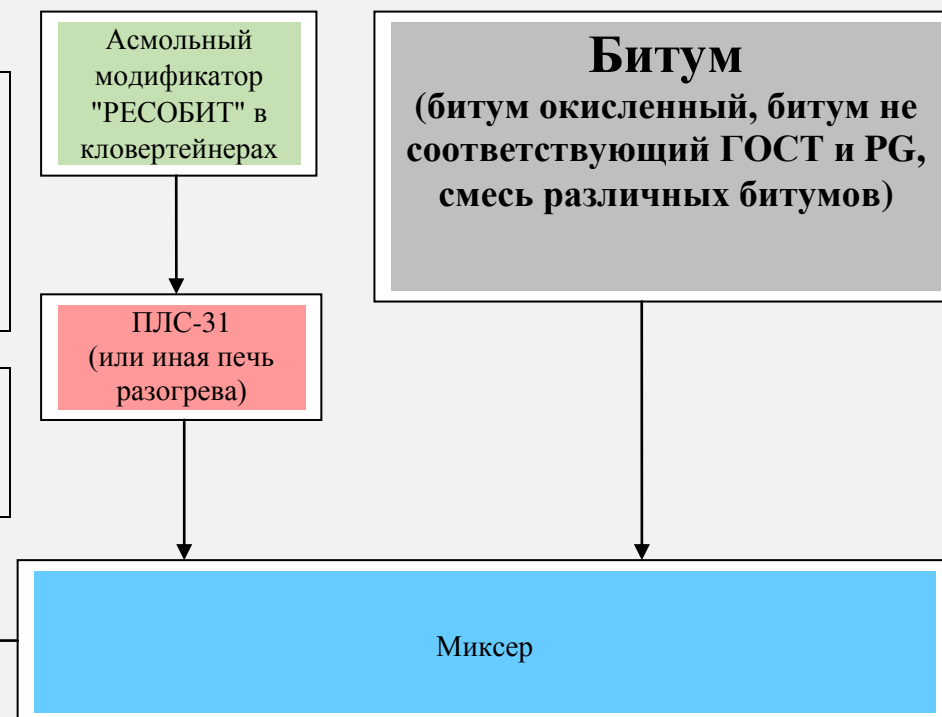 Асмольный
модификатор
"РЕСОБИТ" в
кловертейнерах
Битум
(битум окисленный, битум не
соответствующий ГОСТ и PG,
смесь различных битумов)
ПЛС-31
(или иная печь
разогрева)
Миксер